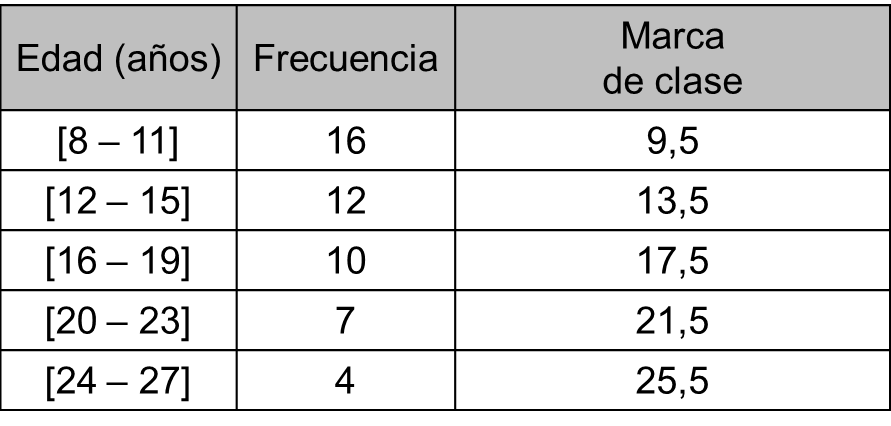 Edad (años) Frecuencia Marca de clase
[8 – 11] 16 9,5
[12 – 15] 12 13,5
[16 – 19] 10 17,5
[20 – 23] 7 21,5
[24 – 27] 4 25,5